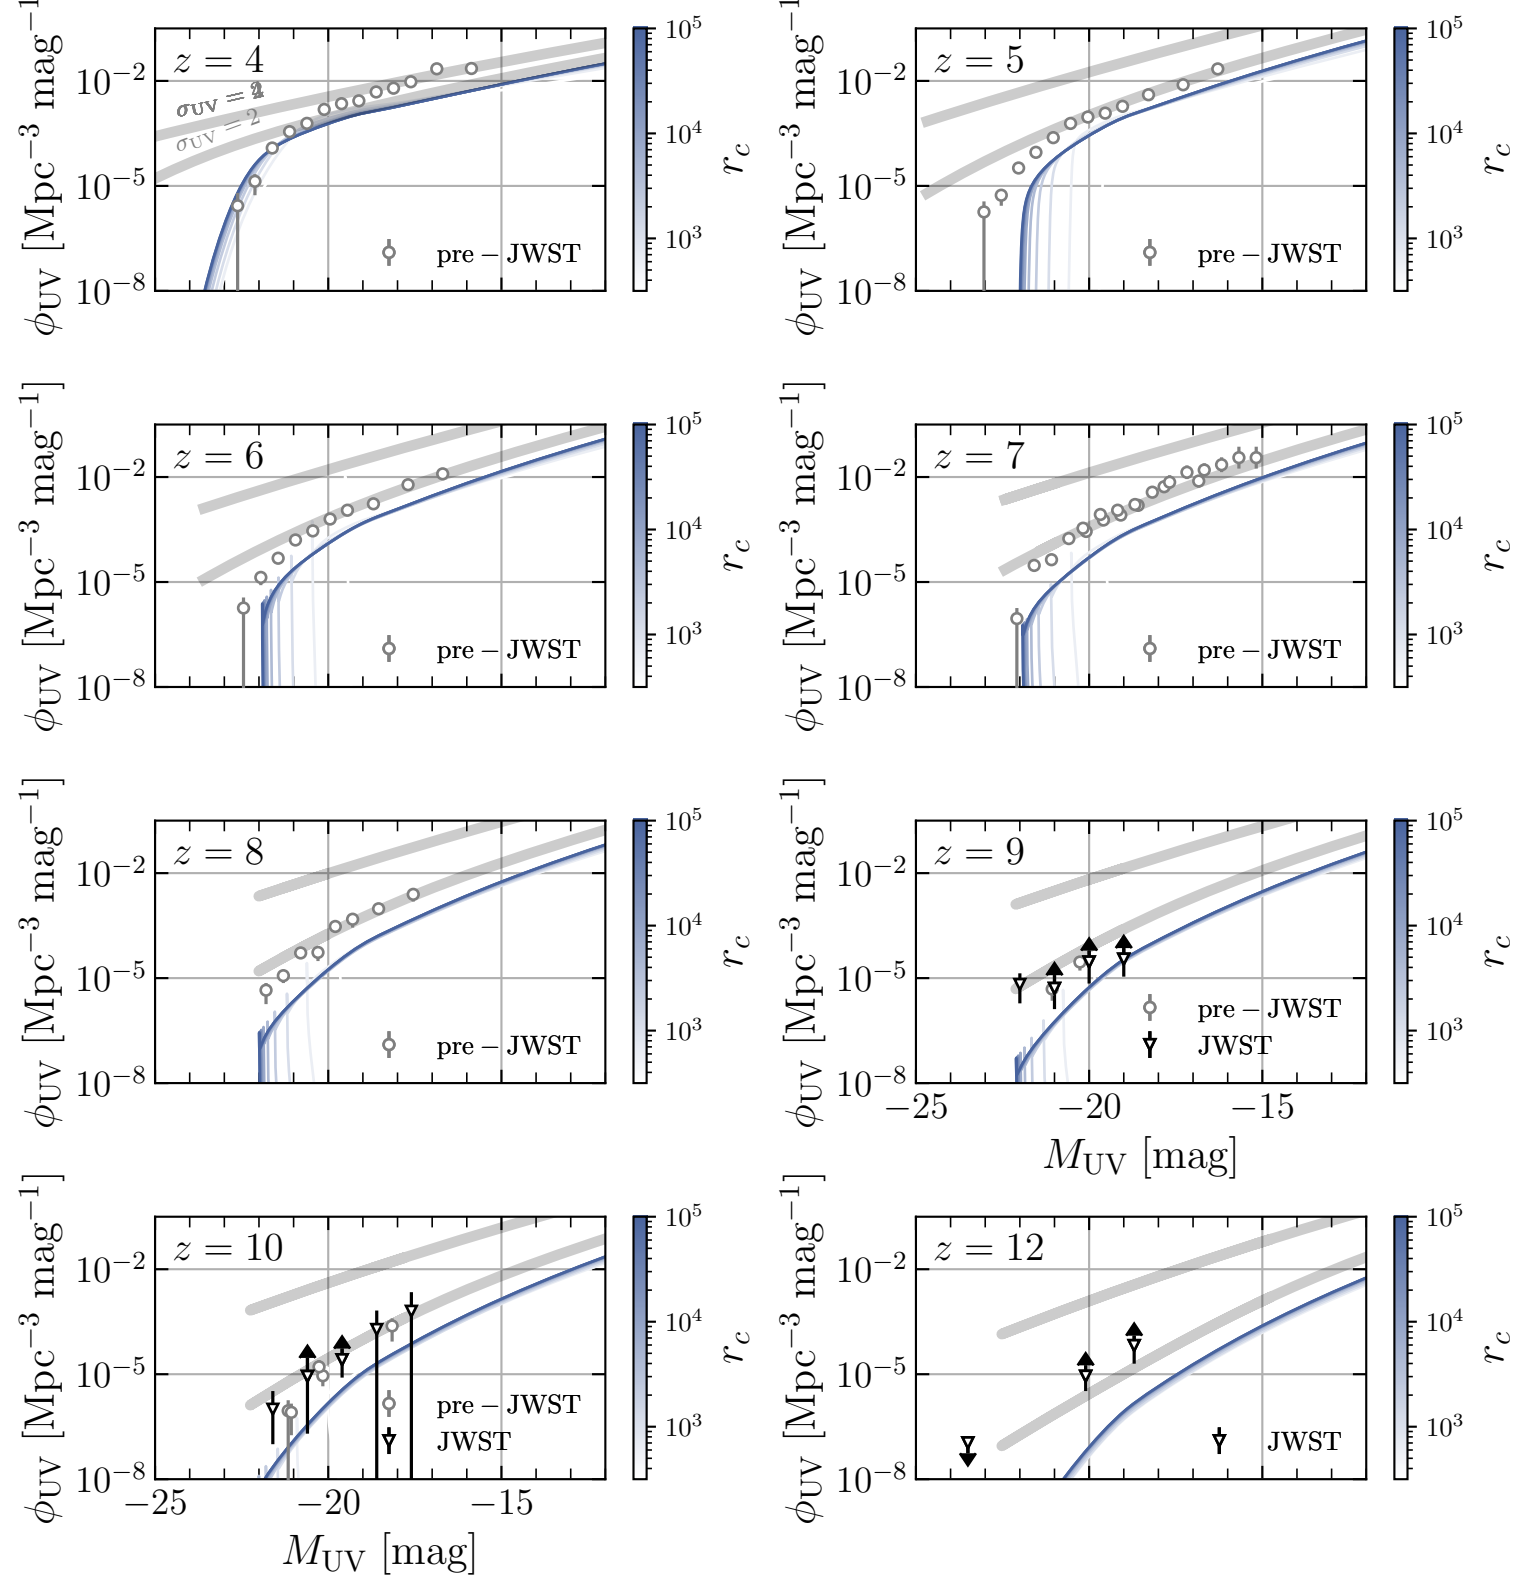 z = 4
σUV = 2
ϕUV [Mpc−3 mag−1]
10−2
10−5
10−8
pre − JWST
105
104
103
rc
z = 5
ϕUV [Mpc−3 mag−1]
10−2
10−5
10−8
pre − JWST
105
104
103
rc
z = 6
ϕUV [Mpc−3 mag−1]
10−2
10−5
10−8
pre − JWST
105
104
103
rc
z = 7
ϕUV [Mpc−3 mag−1]
10−2
10−5
10−8
pre − JWST
105
104
103
rc
z = 8
ϕUV [Mpc−3 mag−1]
10−2
10−5
10−8
pre − JWST
105
104
103
rc
z = 9
ϕUV [Mpc−3 mag−1]
10−2
10−5
10−8
pre − JWST
JWST
−25 −20 −15
MUV [mag]
105
104
103
rc
z = 10
ϕUV [Mpc−3 mag−1]
10−2
10−5
10−8
pre − JWST
JWST
−25 −20 −15
MUV [mag]
105
104
103
rc
z = 12
ϕUV [Mpc−3 mag−1]
10−2
10−5
10−8
JWST
105
104
103
rc